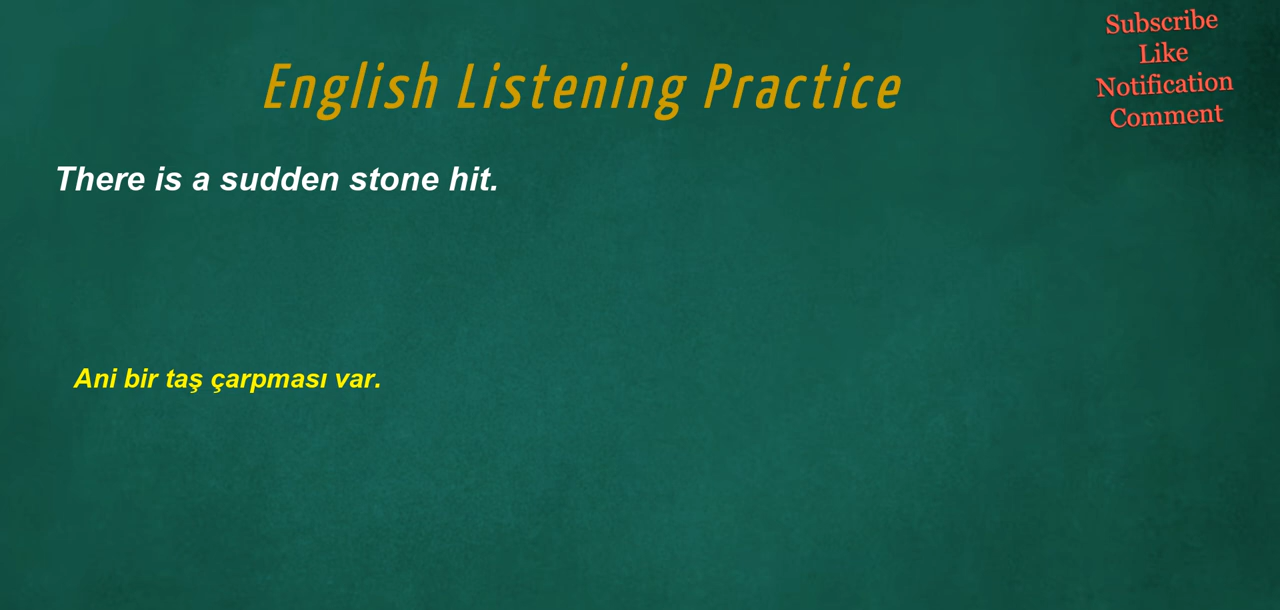 English Listening Practice
Subscribe
Like
Notification
Comment
There is a sudden stone hit.
Ani bir taş çarpması var.